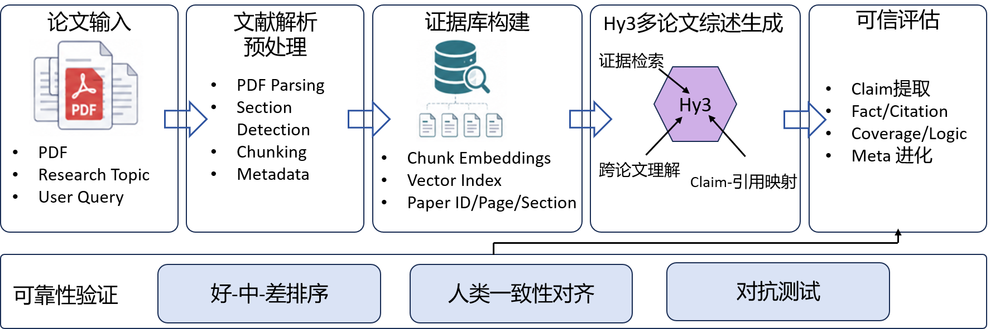 论文输入
PDF
PDF
Research Topic
User Query
文献解析
预处理
PDF Parsing
Section
Detection
Chunking
Metadata
证据库构建
Chunk Embeddings
Vector Index
Paper ID/Page/Section
Hy3多论文综述生成
证据检索
Hy3
跨论文理解
Claim-引用映射
可信评估
Claim提取
Fact/Citation
Coverage/Logic
Meta 进化
可靠性验证
好-中-差排序
人类一致性对齐
对抗测试